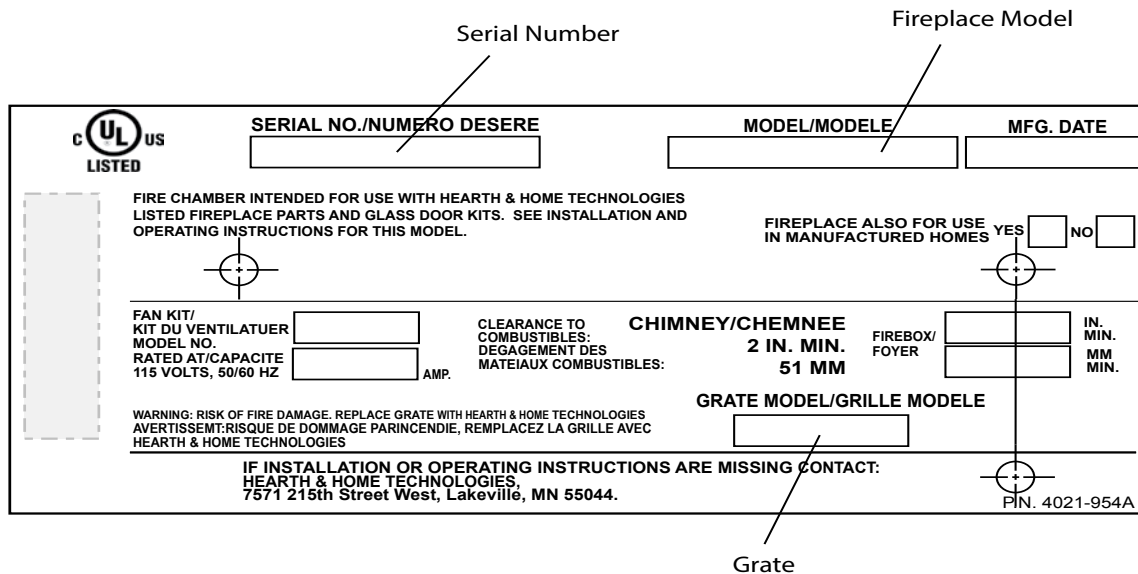 Serial Number
Fireplace Model
C UL US
LISTED
SERIAL NO./NUMERO DESERE
MODEL/MODELE
MFG. DATE
FIRE CHAMBER INTENDED FOR USE WITH HEARTH & HOME TECHNOLOGIES
LISTED FIREPLACE PARTS AND GLASS DOOR KITS. SEE INSTALLATION AND
OPERATING INSTRUCTIONS FOR THIS MODEL.
FIREPLACE ALSO FOR USE
IN MANUFACTURED HOMES
YES
NO
FAN KIT/
KIT DU VENTILATUER
MODEL NO.
RATED AT/CAPACITE
115 VOLTS, 50/60 HZ
AMP.
CLEARANCE TO
COMBUSTIBLES:
DEGAGEMENT DES
MATEIAUX COMBUSTIBLES:
CHIMNEY/CHEMNEE
2 IN. MIN.
51 MM
FIREBOX/
FOYER
IN.
MIN.
MM
MIN.
GRATE MODEL/GRILLE MODELE
WARNING: RISK OF FIRE DAMAGE. REPLACE GRATE WITH HEARTH & HOME TECHNOLOGIES
AVERTISSEMT:RISQUE DE DOMMAGE PARINCENDIE, REMPLACEZ LA GRILLE AVEC
HEARTH & HOME TECHNOLOGIES
IF INSTALLATION OR OPERATING INSTRUCTIONS ARE MISSING CONTACT:
HEARTH & HOME TECHNOLOGIES,
7571 215th Street West, Lakeville, MN 55044.
P/N. 4021-954A
Grate